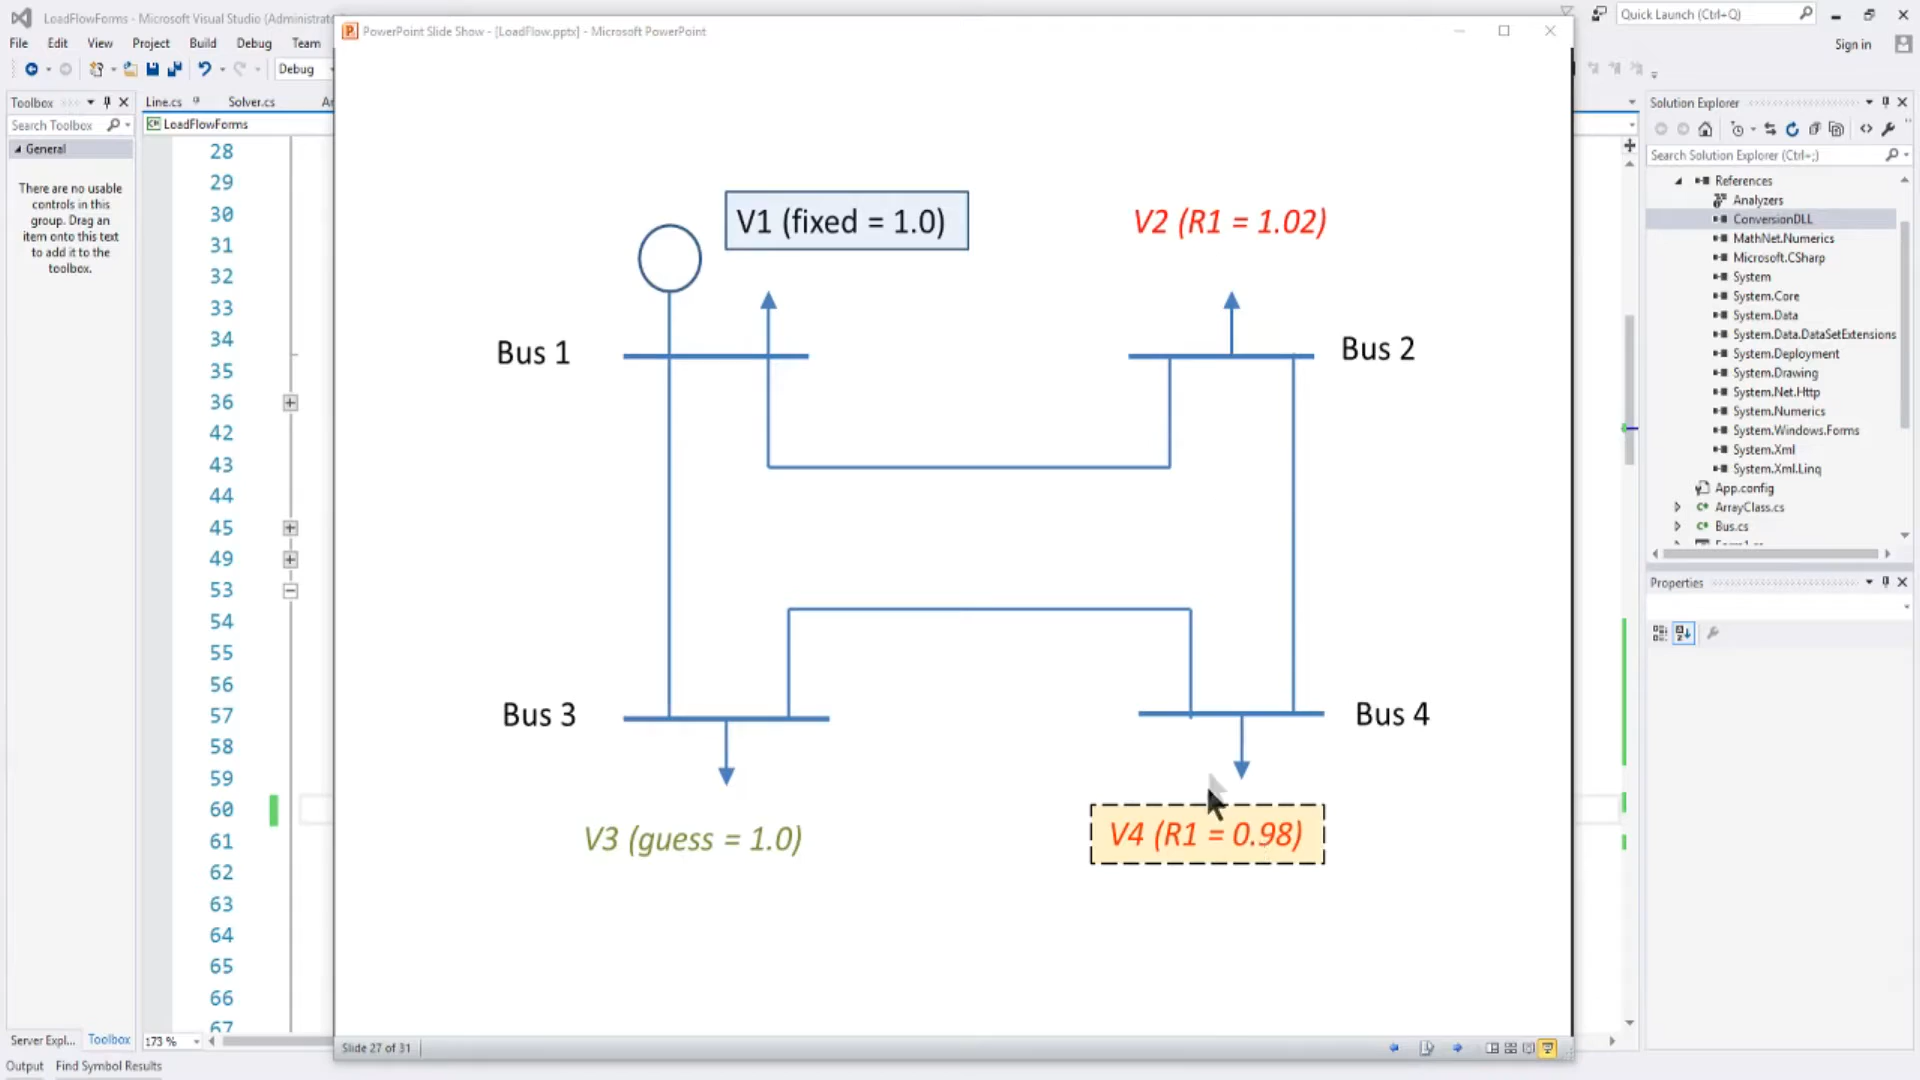 LoadFlowForms - Microsoft Visual Studio (Administrat
Quick Launch (Ctrl+Q)
File Edit View Project Build Debug Team
Sign in
Debug
PowerPoint Slide Show - [LoadFlow.pptx] - Microsoft PowerPoint
Toolbox
Line.cs
Solver.cs
Solution Explorer
Search Toolbox
LoadFlowForms
General
There are no usable
controls in this
group. Drag an
item onto this text
to add it to the
toolbox.
28
29
30
31
32
33
34
35
36
42
43
44
45
49
53
54
55
56
57
58
59
60
61
62
63
64
65
66
67
V1 (fixed = 1.0)
V2 (R1 = 1.02)
Bus 1
Bus 2
Bus 3
Bus 4
V3 (guess = 1.0)
V4 (R1 = 0.98)
Search Solution Explorer (Ctrl+;)
References
Analyzers
ConversionDLL
MathNet.Numerics
Microsoft.CSharp
System
System.Core
System.Data
System.Data.DataSetExtensions
System.Deployment
System.Drawing
System.Net.Http
System.Numerics
System.Windows.Forms
System.Xml
System.Xml.Linq
App.config
ArrayClass.cs
Bus.cs
Properties
Server Expl...
Toolbox
173 %
Slide 27 of 31
Output
Find Symbol Results